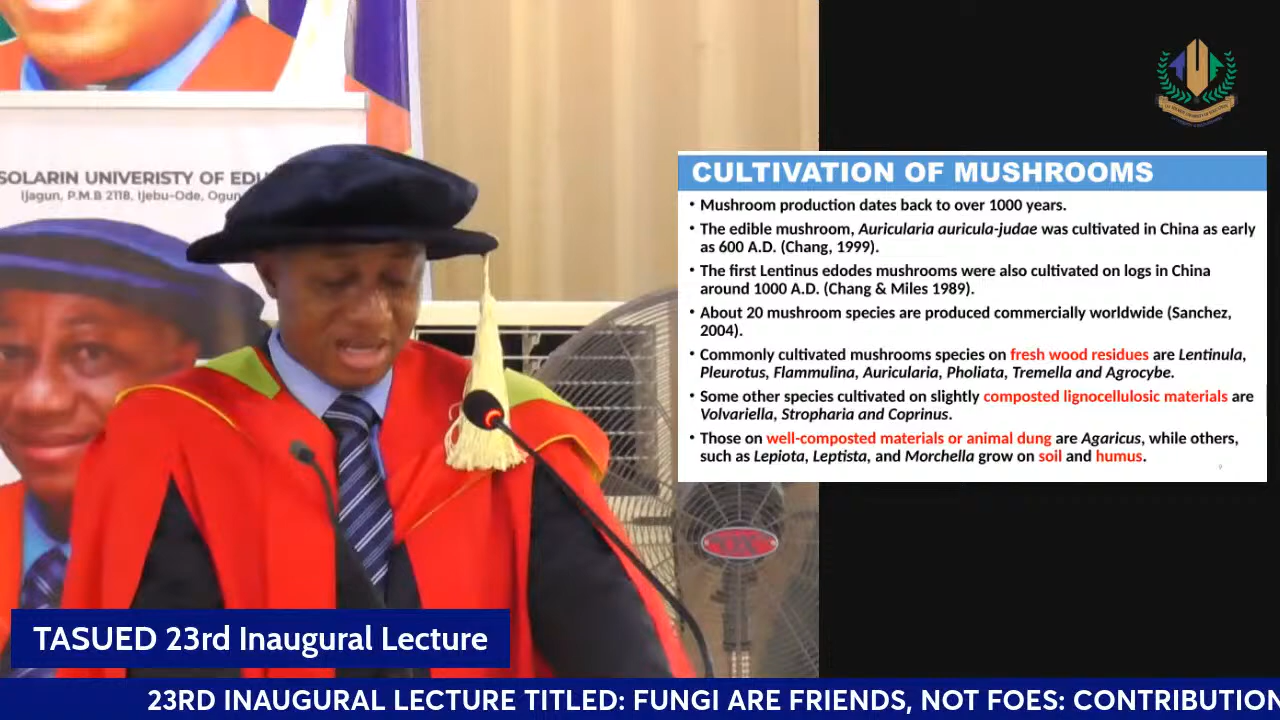 SOLARIN UNIVERISTY OF EDU
Ijagun, P.M.B 2118, Ijebu-Ode, Ogun
CULTIVATION OF MUSHROOMS
• Mushroom production dates back to over 1000 years.
• The edible mushroom, Auricularia auricula-judae was cultivated in China as early
as 600 A.D. (Chang, 1999).
• The first Lentinus edodes mushrooms were also cultivated on logs in China
around 1000 A.D. (Chang & Miles 1989).
• About 20 mushroom species are produced commercially worldwide (Sanchez,
2004).
• Commonly cultivated mushrooms species on fresh wood residues are Lentinula,
Pleurotus, Flammulina, Auricularia, Pholiata, Tremella and Agrocybe.
• Some other species cultivated on slightly composted lignocellulosic materials are
Volvariella, Stropharia and Coprinus.
• Those on well-composted materials or animal dung are Agaricus, while others,
such as Lepiota, Leptista, and Morchella grow on soil and humus.
9
TASUED 23rd Inaugural Lecture
23RD INAUGURAL LECTURE TITLED: FUNGI ARE FRIENDS, NOT FOES: CONTRIBUTION